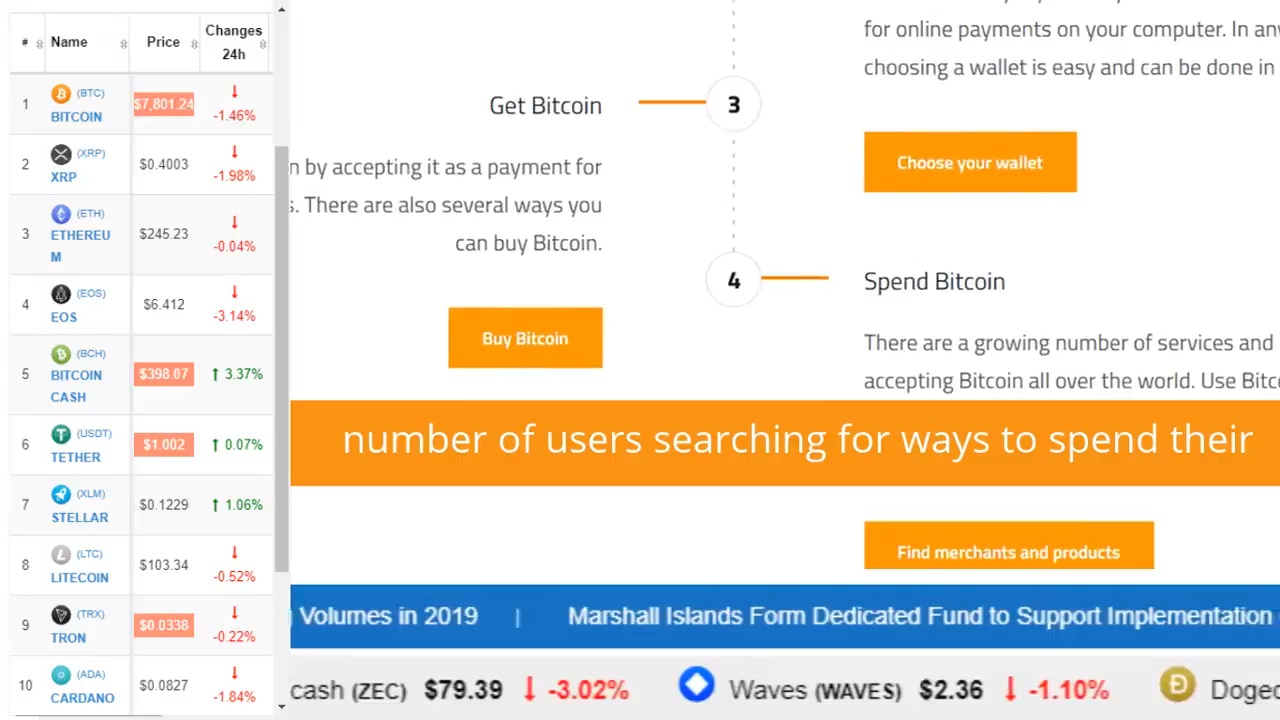 # Name Price Changes 24h
1 (BTC) BITCOIN $7,801.24 ↓ -1.46%
2 (XRP) XRP $0.4003 ↓ -1.98%
3 (ETH) ETHEREUM $245.23 ↓ -0.04%
4 (EOS) EOS $6.412 ↓ -3.14%
5 (BCH) BITCOIN CASH $398.07 ↑ 3.37%
6 (USDT) TETHER $1.002 ↑ 0.07%
7 (XLM) STELLAR $0.1229 ↑ 1.06%
8 (LTC) LITECOIN $103.34 ↓ -0.52%
9 (TRX) TRON $0.0338 ↓ -0.22%
10 (ADA) CARDANO $0.0827 ↓ -1.84%
for online payments on your computer. In any
choosing a wallet is easy and can be done in
Choose your wallet
3
Get Bitcoin
n by accepting it as a payment for
s. There are also several ways you
can buy Bitcoin.
Buy Bitcoin
4
Spend Bitcoin
There are a growing number of services and
accepting Bitcoin all over the world. Use Bitc
number of users searching for ways to spend their
Find merchants and products
Volumes in 2019 | Marshall Islands Form Dedicated Fund to Support Implementation
cash (ZEC) $79.39 ↓ -3.02% Waves (WAVES) $2.36 ↓ -1.10% Dogec